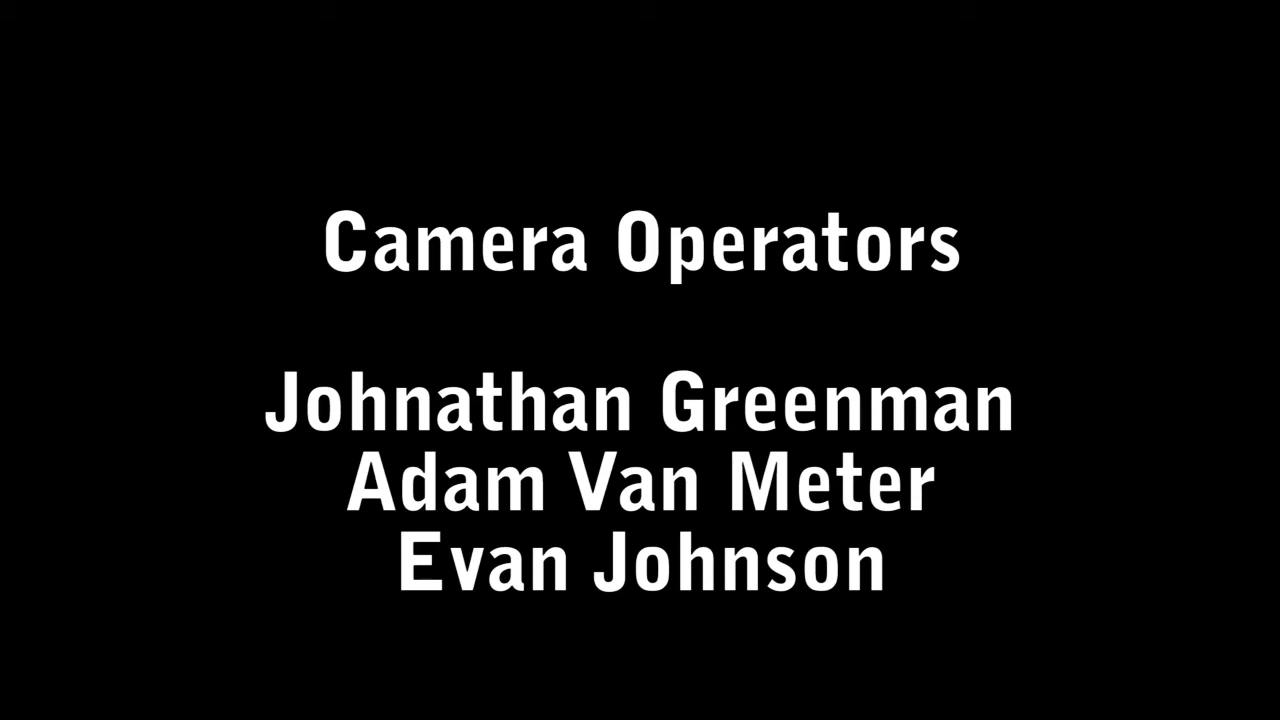 Camera Operators
Johnathan Greenman
Adam Van Meter
Evan Johnson